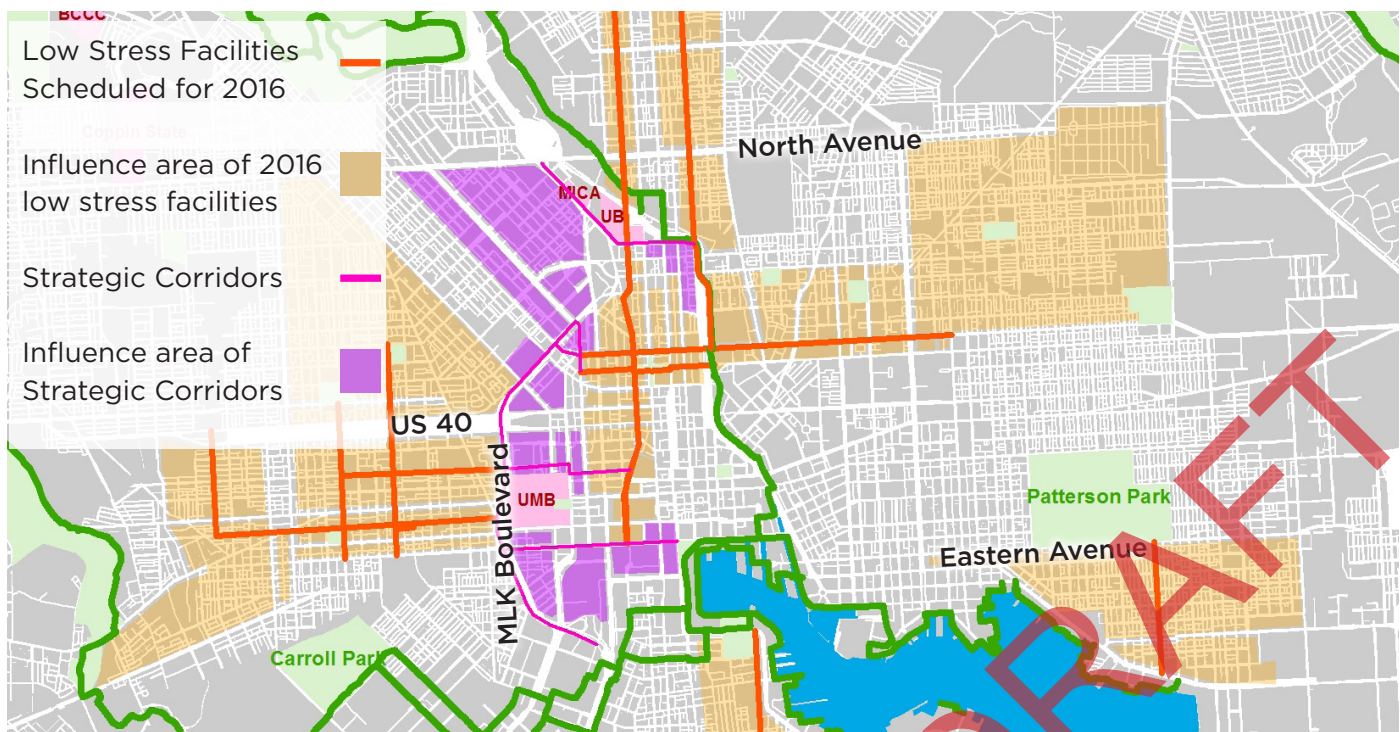 BCCC
Low Stress Facilities
Scheduled for 2016
Coppin State
Influence area of 2016
low stress facilities
Strategic Corridors
Influence area of
Strategic Corridors
North Avenue
MICA
UB
US 40
MLK Boulevard
UMB
Patterson Park
Eastern Avenue
Carroll Park
DRAFT